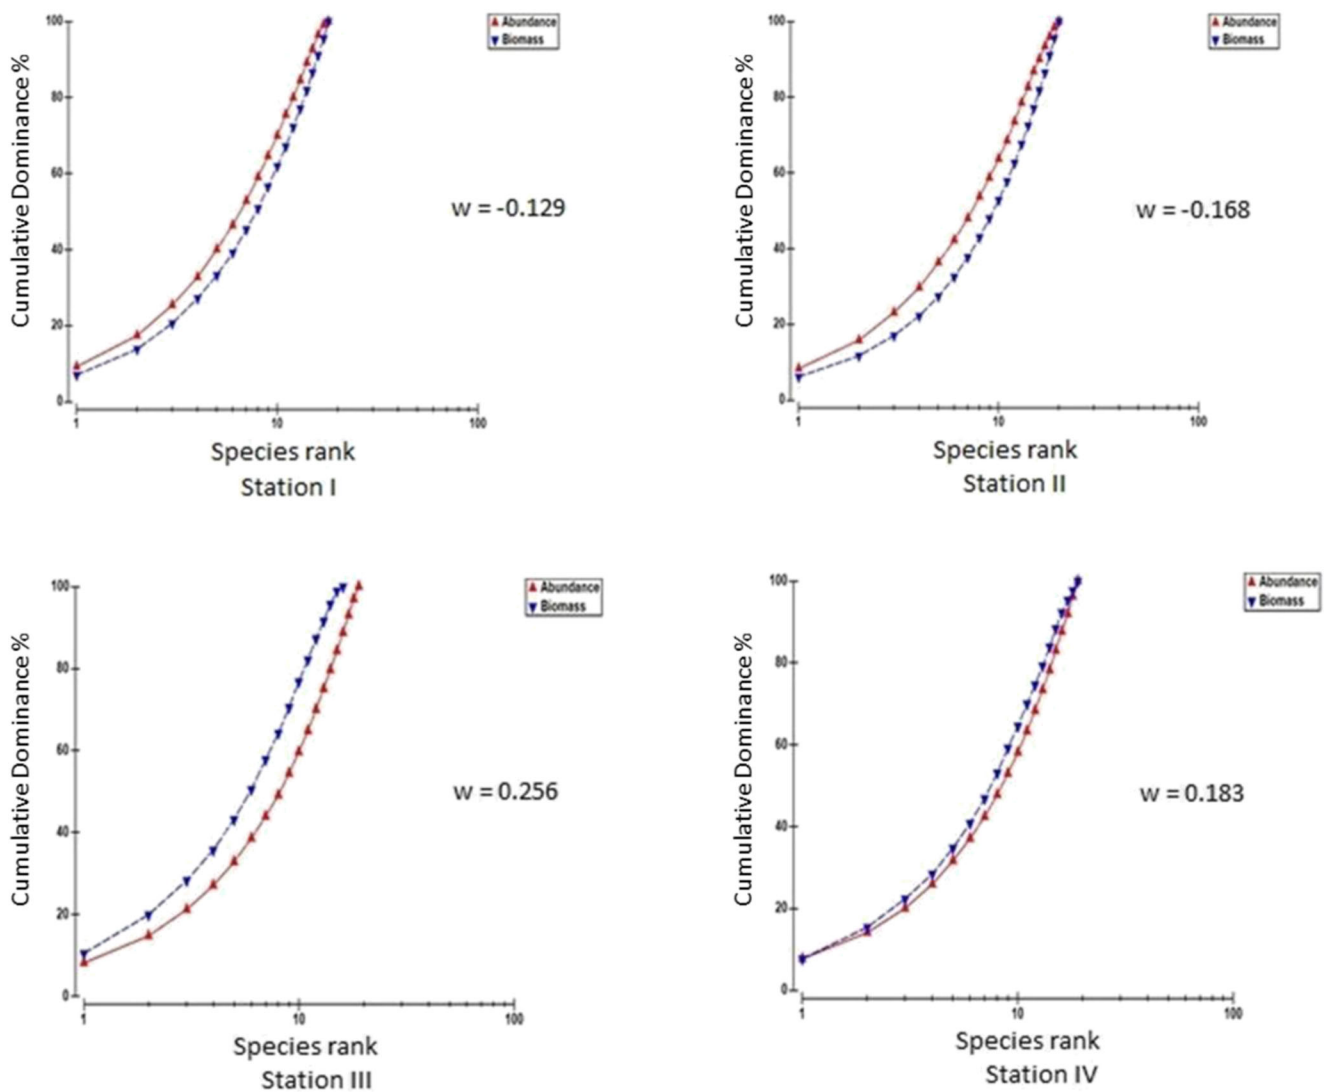 100
80
60
40
20
0
Cumulative Dominance %
Abundance
Biomass
w = -0.129
1 10 100
Species rank
Station I
100
80
60
40
20
0
Cumulative Dominance %
Abundance
Biomass
w = -0.168
1 10 100
Species rank
Station II
100
80
60
40
20
0
Cumulative Dominance %
Abundance
Biomass
w = 0.256
1 10 100
Species rank
Station III
100
80
60
40
20
0
Cumulative Dominance %
Abundance
Biomass
w = 0.183
1 10 100
Species rank
Station IV